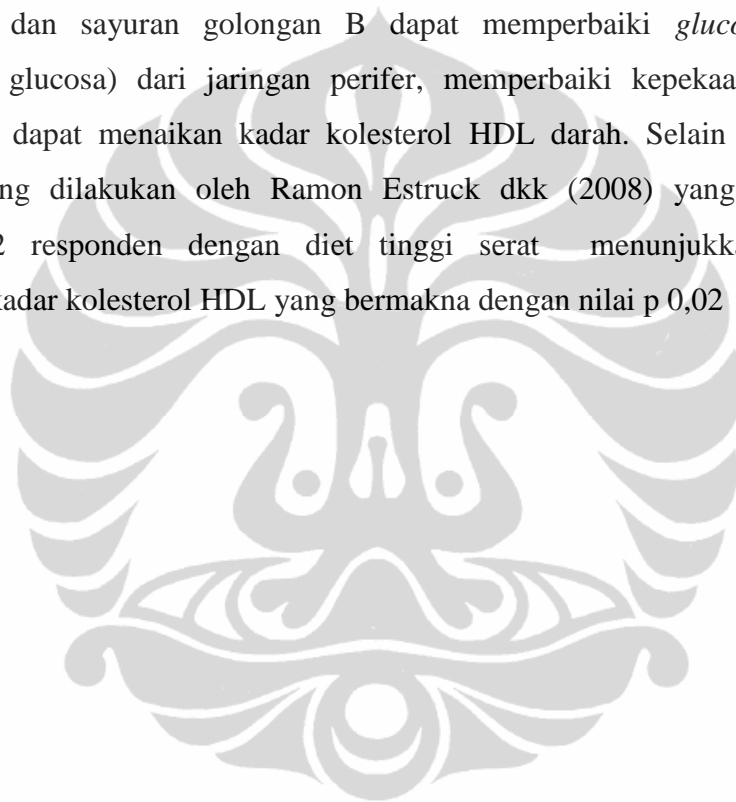 dan sayuran golongan B dapat memperbaiki gluco
glucosa) dari jaringan perifer, memperbaiki kepekaa
dapat menaikan kadar kolesterol HDL darah. Selain
ng dilakukan oleh Ramon Estruck dkk (2008) yang
2 responden dengan diet tinggi serat menunjukka
kadar kolesterol HDL yang bermakna dengan nilai p 0,02